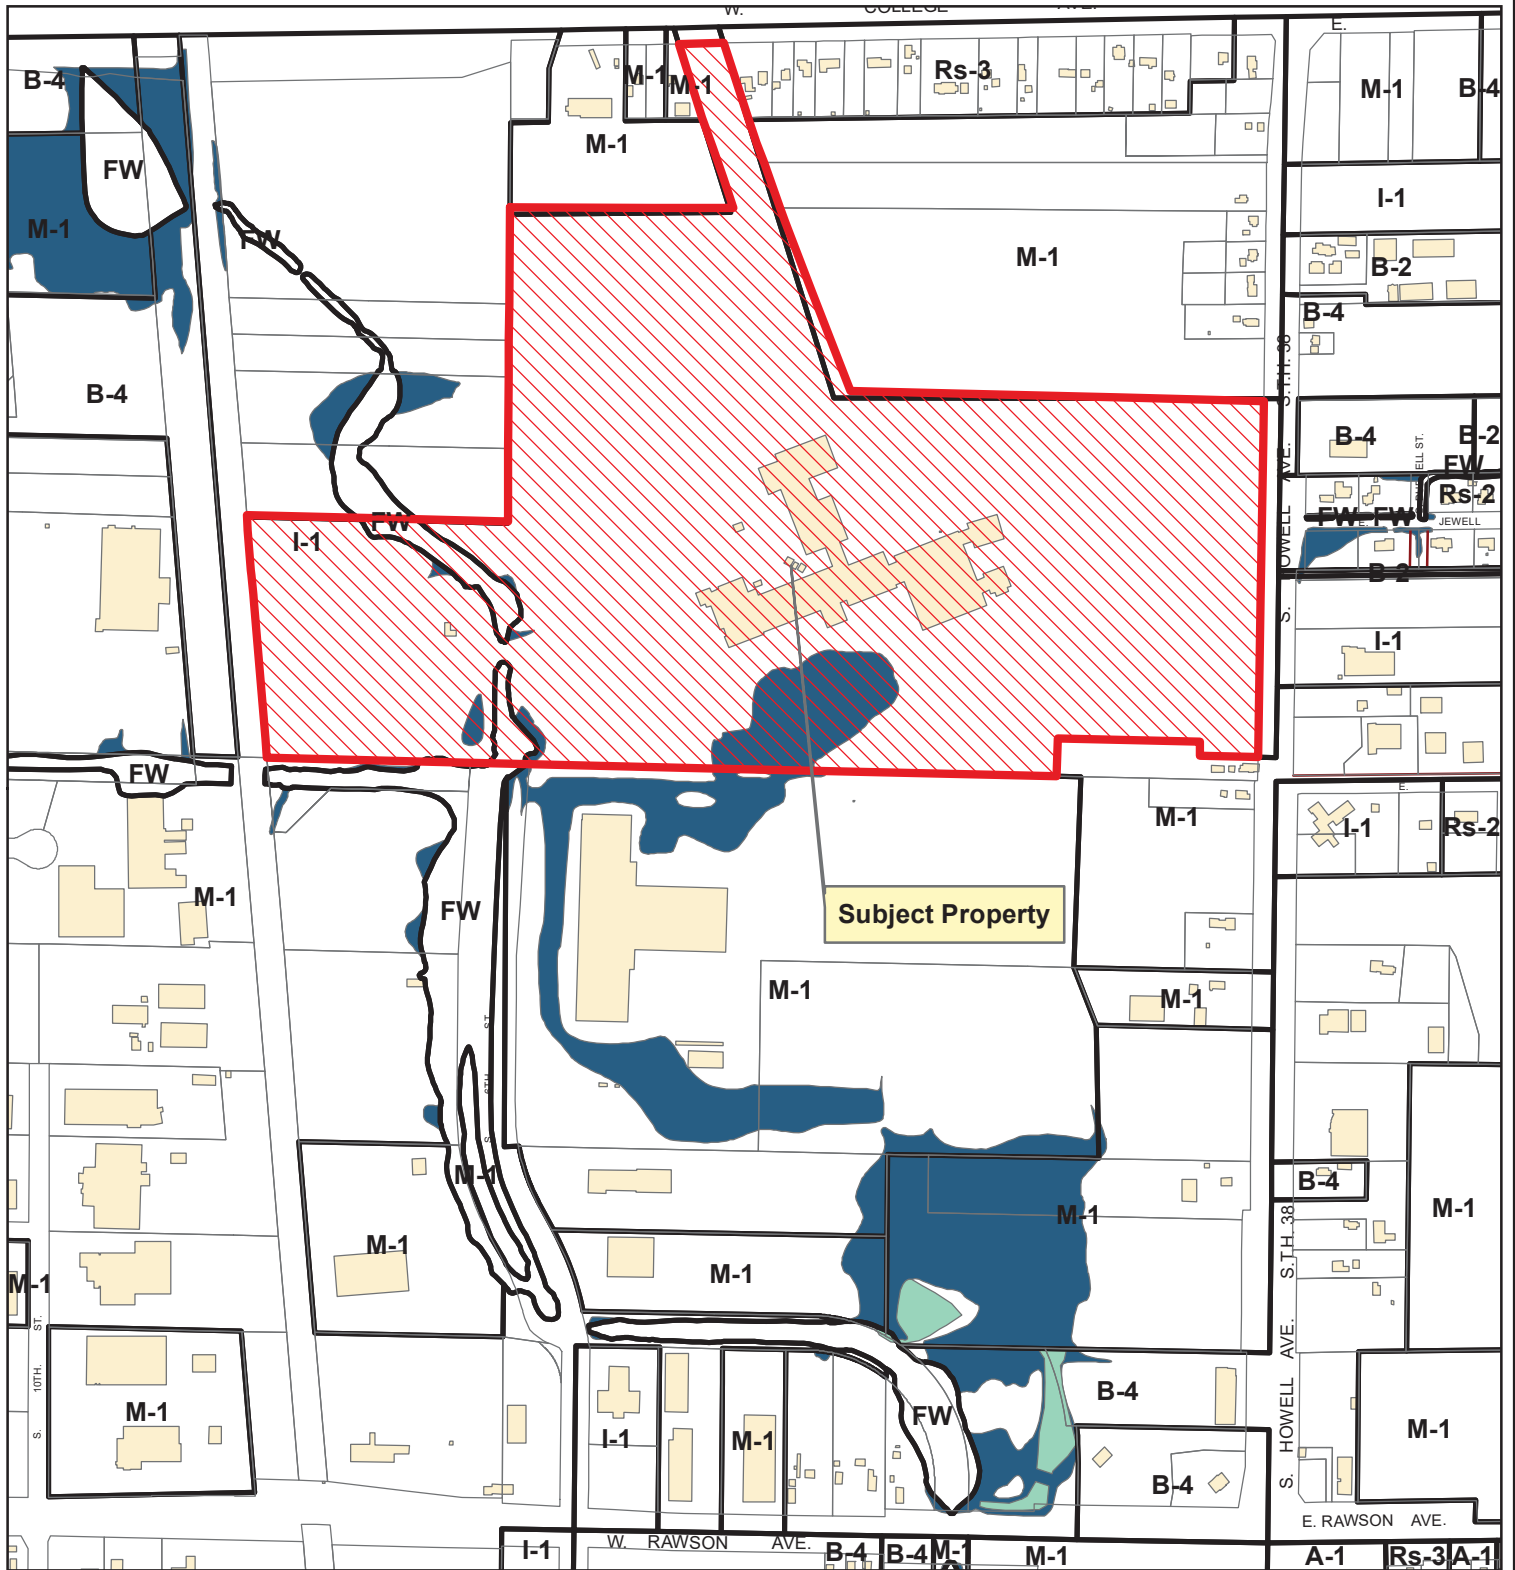 W. COLLEGE AVE.
E.
B-4
M-1
M-1
Rs-3
M-1
B-4
M-1
FW
I-1
M-1
FW
M-1
B-2
B-4
S.T.H. 38
B-4
B-4
B-2
FW
Rs-2
FW
I-1
FW
FW
E.
JEWELL
S. HOWELL AVE.
B-2
I-1
FW
E.
M-1
I-1
Rs-2
M-1
FW
Subject Property
M-1
M-1
S. 6TH ST.
M-1
B-4
M-1
M-1
M-1
M-1
M-1
S. HOWELL AVE. S.T.H. 38
S. 10TH. ST.
B-4
M-1
FW
I-1
M-1
M-1
B-4
E. RAWSON AVE.
W. RAWSON AVE.
I-1
B-4
B-4
M-1
M-1
A-1
Rs-3
A-1